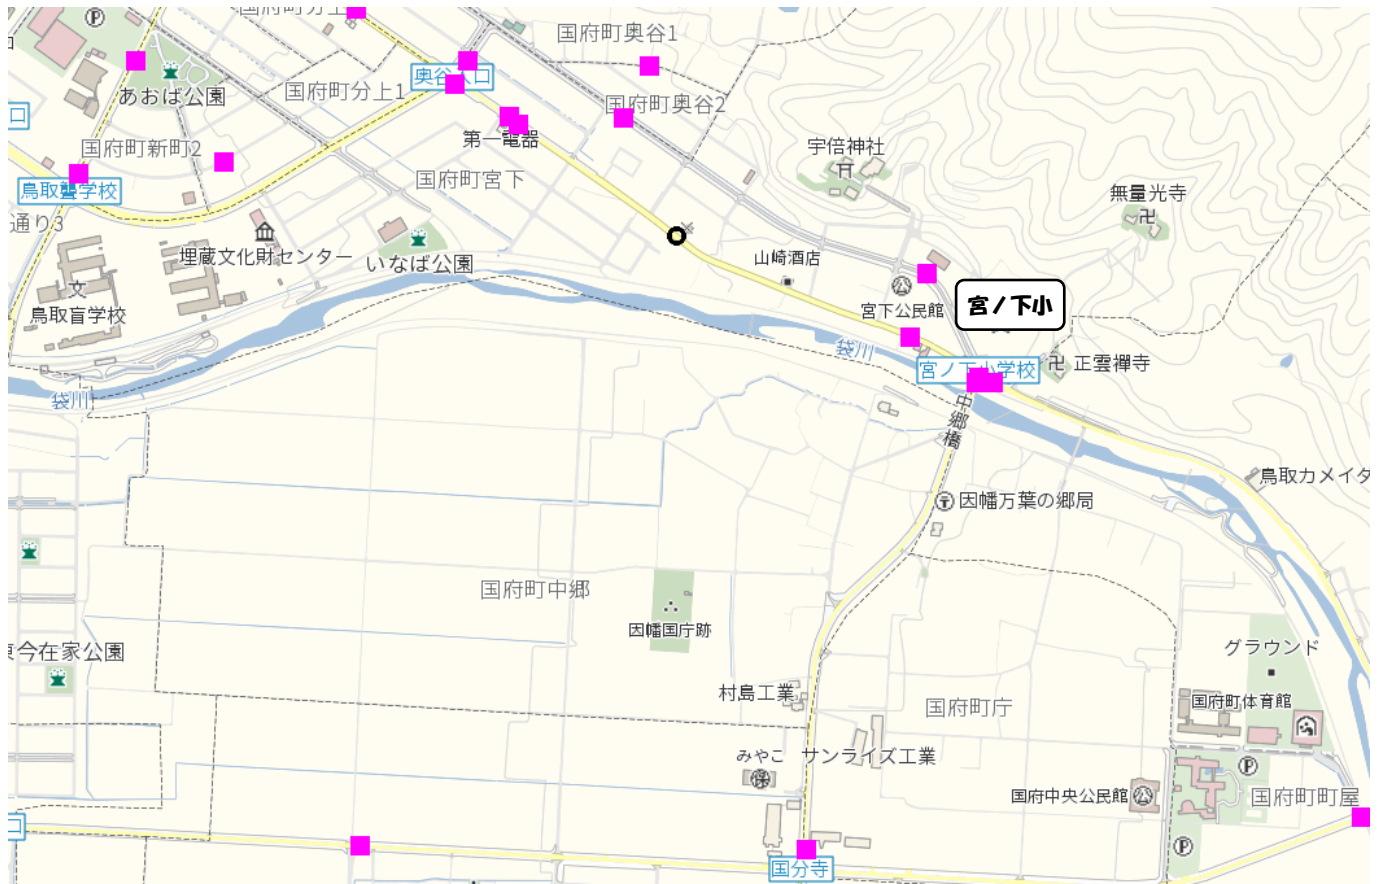 国府町分上
国府町奥谷1
あおば公園
国府町分上1
奥谷入口
国府町奥谷2
第一電器
国府町新町2
国府町宮下
宇倍神社
無量光寺
鳥取聾学校
通り3
埋蔵文化財センター
いなば公園
山崎酒店
文
鳥取盲学校
宮下公民館
宮ノ下小
袋川
宮ノ下小学校
正雲禪寺
袋川
中郷橋
鳥取カメイタ
因幡万葉の郷局
国府町中郷
因幡国庁跡
今在家公園
グラウンド
村島工業
国府町庁
国府町体育館
みやこ
サンライズ工業
国府中央公民館
国府町町屋
国分寺
P
P
P
口
口